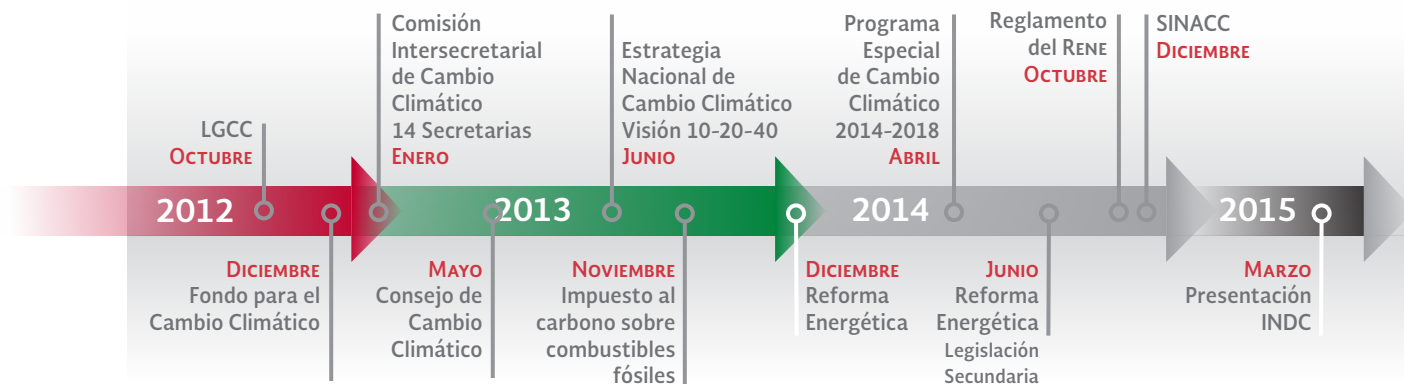 LGCC
OCTUBRE
Comisión
Intersecretarial
de Cambio
Climático
14 Secretarias
ENERO
Estrategia
Nacional de
Cambio Climático
Visión 10-20-40
JUNIO
Programa
Especial
de Cambio
Climático
2014-2018
ABRIL
Reglamento
del RENE
OCTUBRE
SINACC
DICIEMBRE
2012
2013
2014
2015
DICIEMBRE
Fondo para el
Cambio Climático
MAYO
Consejo de
Cambio
Climático
NOVIEMBRE
Impuesto al
carbono sobre
combustibles
fósiles
DICIEMBRE
Reforma
Energética
JUNIO
Reforma
Energética
Legislación
Secundaria
MARZO
Presentación
INDC